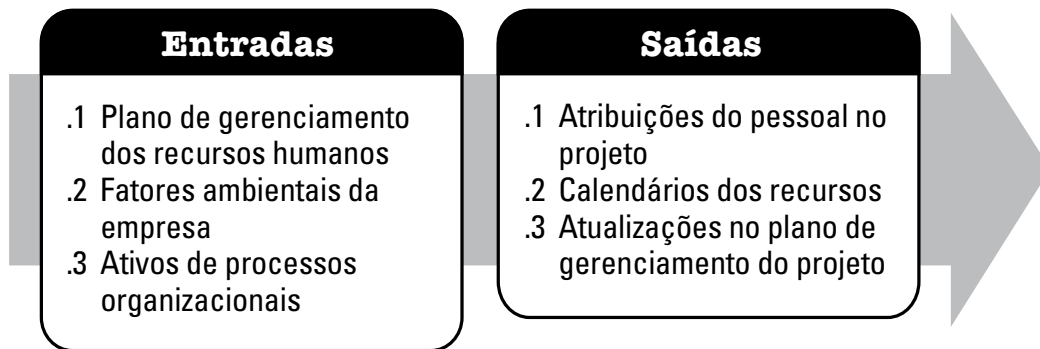 Entradas
.1 Plano de gerenciamento
dos recursos humanos
.2 Fatores ambientais da
empresa
.3 Ativos de processos
organizacionais
Saídas
.1 Atribuições do pessoal no
projeto
.2 Calendários dos recursos
.3 Atualizações no plano de
gerenciamento do projeto